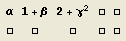 α 1 + β 2 + γ² □ □
□ □ □ □ □